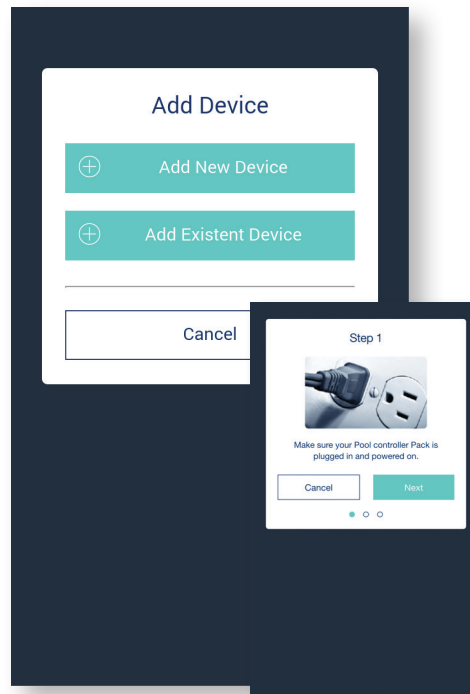 Add Device
Add New Device
Add Existent Device
Cancel
Step 1
Make sure your Pool controller Pack is
plugged in and powered on.
Cancel
Next